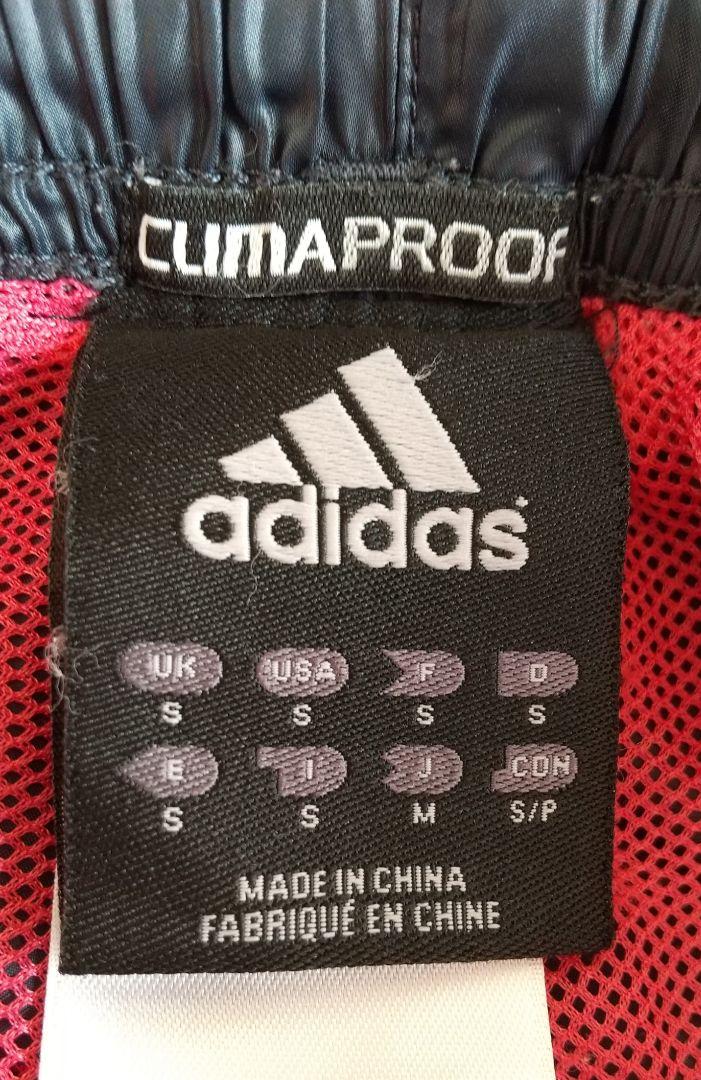 CLIMAPROOF
adidas
UK USA F D
S S S S
E I J CDN
S S M S/P
MADE IN CHINA
FABRIQUÉ EN CHINE